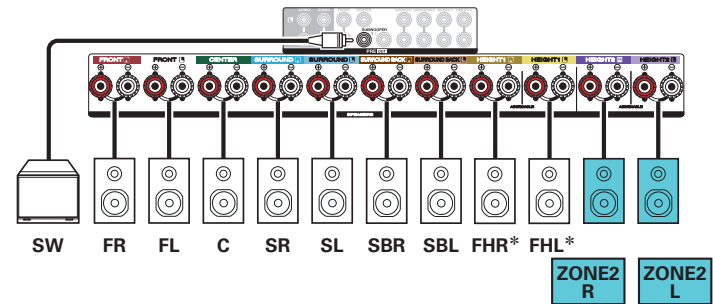 SUBWOOFER
PRE OUT
FRONT R FRONT L CENTER SURROUND R SURROUND L SURROUND BACK R SURROUND BACK L HEIGHT1 R HEIGHT1 L HEIGHT2 R HEIGHT2 L
ASSIGNABLE ASSIGNABLE
SPEAKERS
SW FR FL C SR SL SBR SBL FHR* FHL*
ZONE2 ZONE2
R L